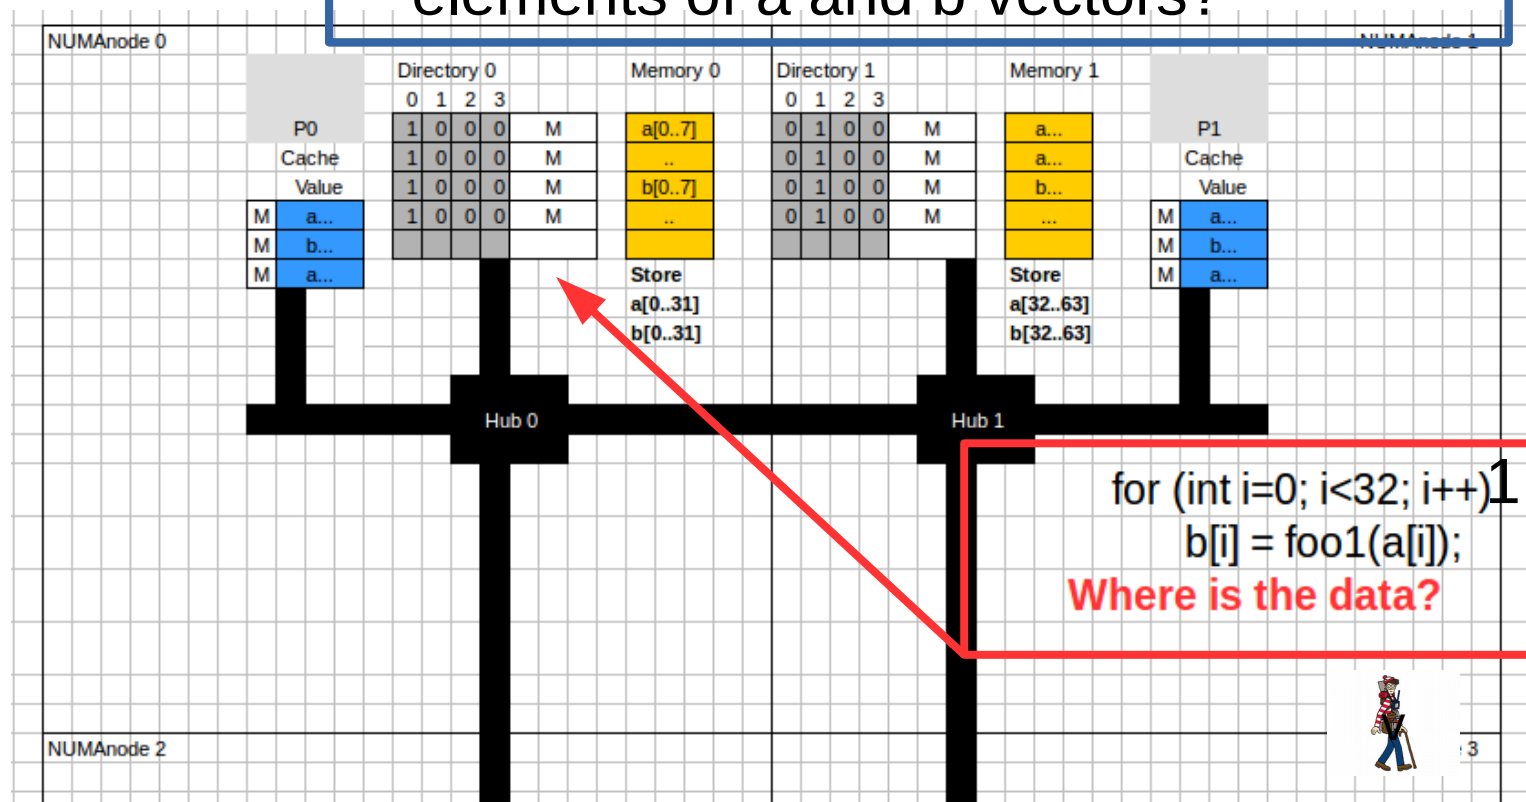 elements of a and b vectors?
NUMAnode 0
NUMAnode 1
Directory 0 Memory 0 Directory 1 Memory 1
0 1 2 3 0 1 2 3
P0 1 0 0 0 M a[0..7] 0 1 0 0 M a... P1
Cache 1 0 0 0 M .. 0 1 0 0 M a... Cache
Value 1 0 0 0 M b[0..7] 0 1 0 0 M b... Value
M a... 1 0 0 0 M .. 0 1 0 0 M ... M a...
M b... M b...
M a... Store Store M a...
a[0..31] a[32..63]
b[0..31] b[32..63]
Hub 0 Hub 1
for (int i=0; i<32; i++) 1
b[i] = foo1(a[i]);
Where is the data?
NUMAnode 2
3